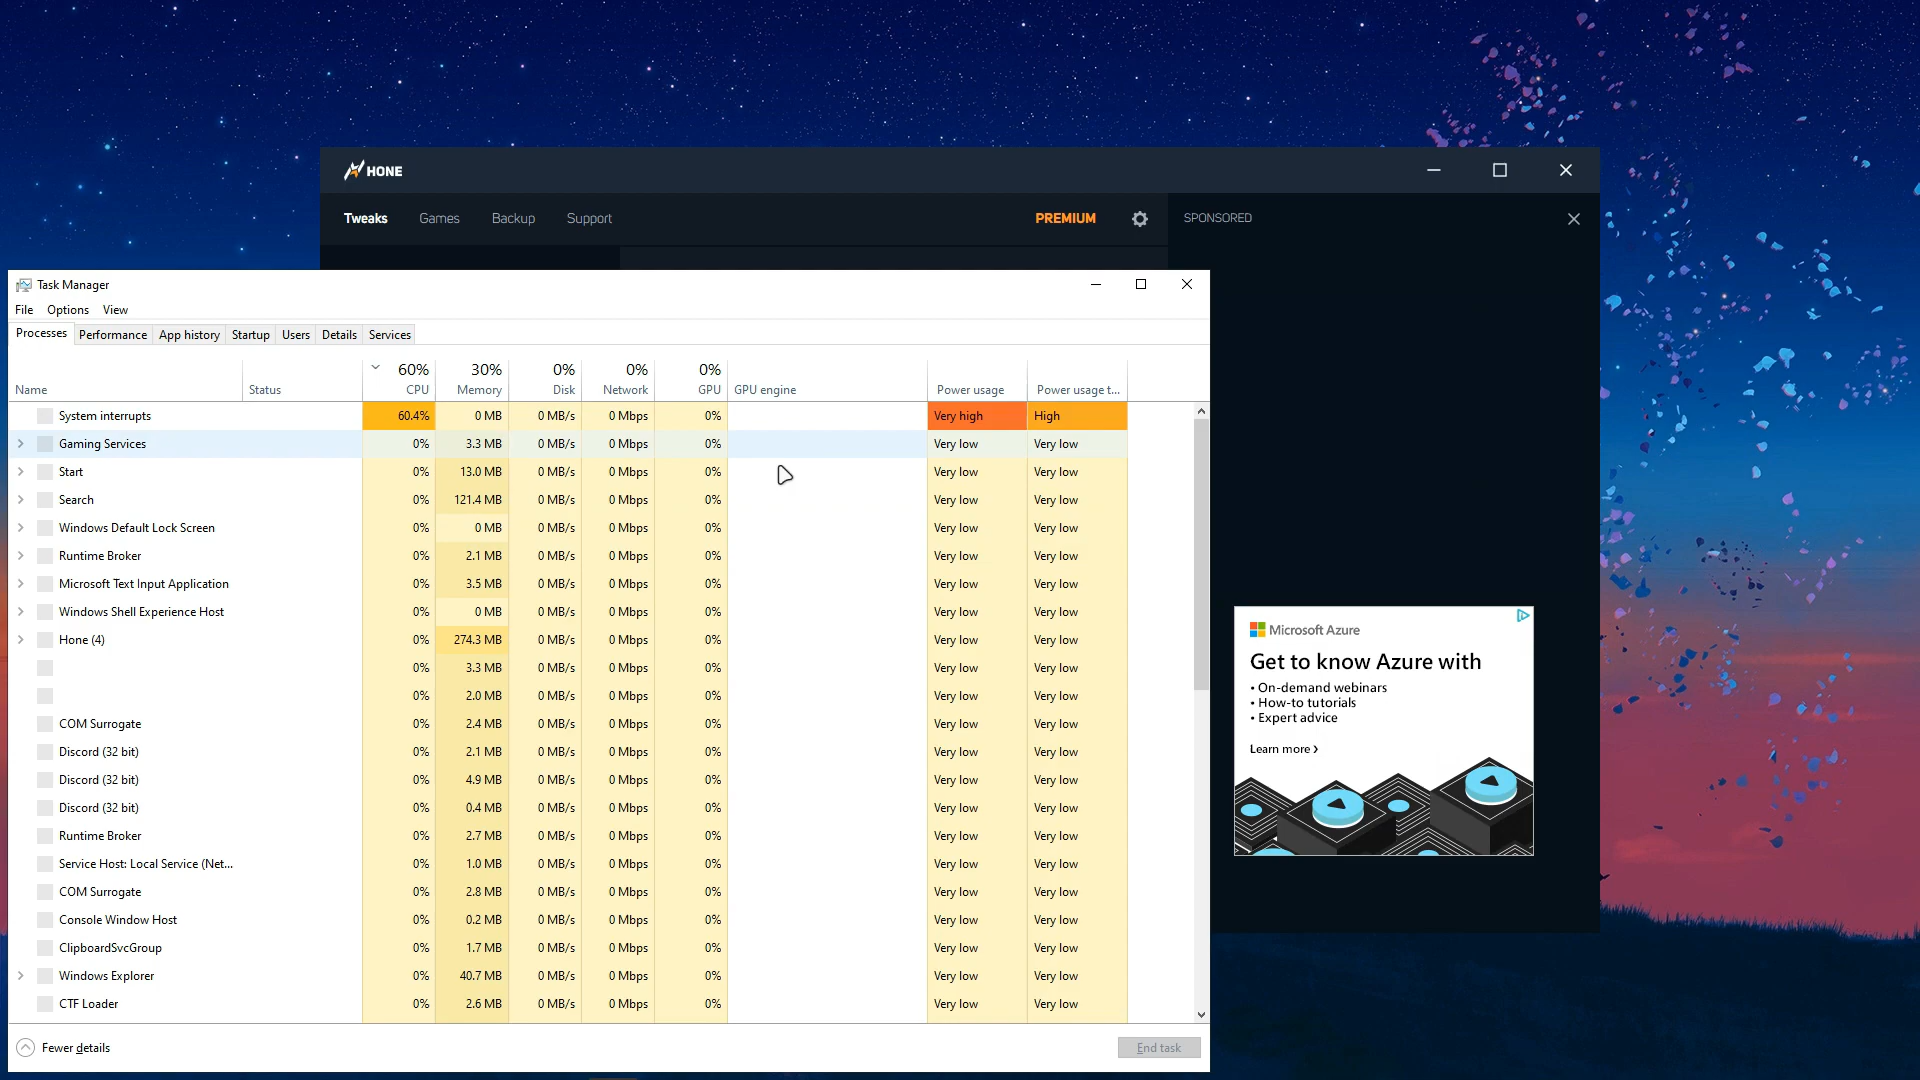 HONE
Tweaks Games Backup Support PREMIUM SPONSORED
Task Manager
File Options View
Processes Performance App history Startup Users Details Services
60% 30% 0% 0% 0%
Name Status CPU Memory Disk Network GPU GPU engine Power usage Power usage t...
System interrupts 60.4% 0 MB 0 MB/s 0 Mbps 0% Very high High
Gaming Services 0% 3.3 MB 0 MB/s 0 Mbps 0% Very low Very low
Start 0% 13.0 MB 0 MB/s 0 Mbps 0% Very low Very low
Search 0% 121.4 MB 0 MB/s 0 Mbps 0% Very low Very low
Windows Default Lock Screen 0% 0 MB 0 MB/s 0 Mbps 0% Very low Very low
Runtime Broker 0% 2.1 MB 0 MB/s 0 Mbps 0% Very low Very low
Microsoft Text Input Application 0% 3.5 MB 0 MB/s 0 Mbps 0% Very low Very low
Windows Shell Experience Host 0% 0 MB 0 MB/s 0 Mbps 0% Very low Very low
Hone (4) 0% 274.3 MB 0 MB/s 0 Mbps 0% Very low Very low
0% 3.3 MB 0 MB/s 0 Mbps 0% Very low Very low
0% 2.0 MB 0 MB/s 0 Mbps 0% Very low Very low
COM Surrogate 0% 2.4 MB 0 MB/s 0 Mbps 0% Very low Very low
Discord (32 bit) 0% 2.1 MB 0 MB/s 0 Mbps 0% Very low Very low
Discord (32 bit) 0% 4.9 MB 0 MB/s 0 Mbps 0% Very low Very low
Discord (32 bit) 0% 0.4 MB 0 MB/s 0 Mbps 0% Very low Very low
Runtime Broker 0% 2.7 MB 0 MB/s 0 Mbps 0% Very low Very low
Service Host: Local Service (Net... 0% 1.0 MB 0 MB/s 0 Mbps 0% Very low Very low
COM Surrogate 0% 2.8 MB 0 MB/s 0 Mbps 0% Very low Very low
Console Window Host 0% 0.2 MB 0 MB/s 0 Mbps 0% Very low Very low
ClipboardSvcGroup 0% 1.7 MB 0 MB/s 0 Mbps 0% Very low Very low
Windows Explorer 0% 40.7 MB 0 MB/s 0 Mbps 0% Very low Very low
CTF Loader 0% 2.6 MB 0 MB/s 0 Mbps 0% Very low Very low
Fewer details End task
Microsoft Azure
Get to know Azure with
• On-demand webinars
• How-to tutorials
• Expert advice
Learn more ›